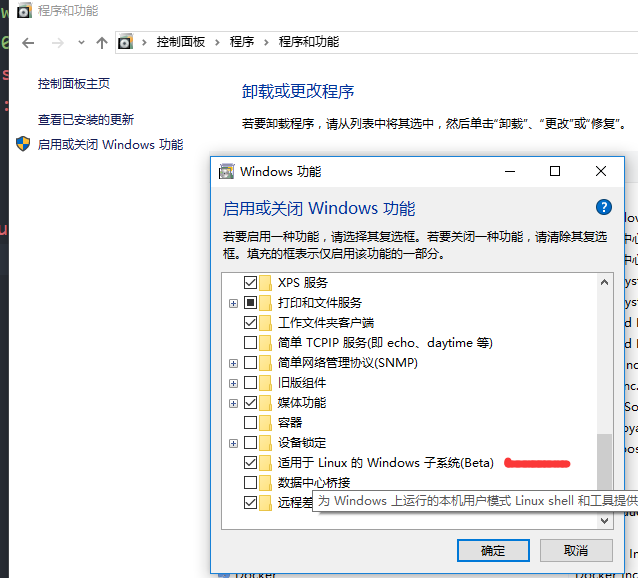 程序和功能
控制面板 › 程序 › 程序和功能
控制面板主页
查看已安装的更新
启用或关闭 Windows 功能
卸载或更改程序
若要卸载程序，请从列表中将其选中，然后单击“卸载”、“更改”或“修复”。
Windows 功能
启用或关闭 Windows 功能
若要启用一种功能，请选择其复选框。若要关闭一种功能，请清除其复选
框。填充的框表示仅启用该功能的一部分。
XPS 服务
打印和文件服务
工作文件夹客户端
简单 TCPIP 服务(即 echo、daytime 等)
简单网络管理协议(SNMP)
旧版组件
媒体功能
容器
设备锁定
适用于 Linux 的 Windows 子系统(Beta)
数据中心桥接
远程差
为 Windows 上运行的本机用户模式 Linux shell 和工具提供
确定
取消
Docker
Docker Inc